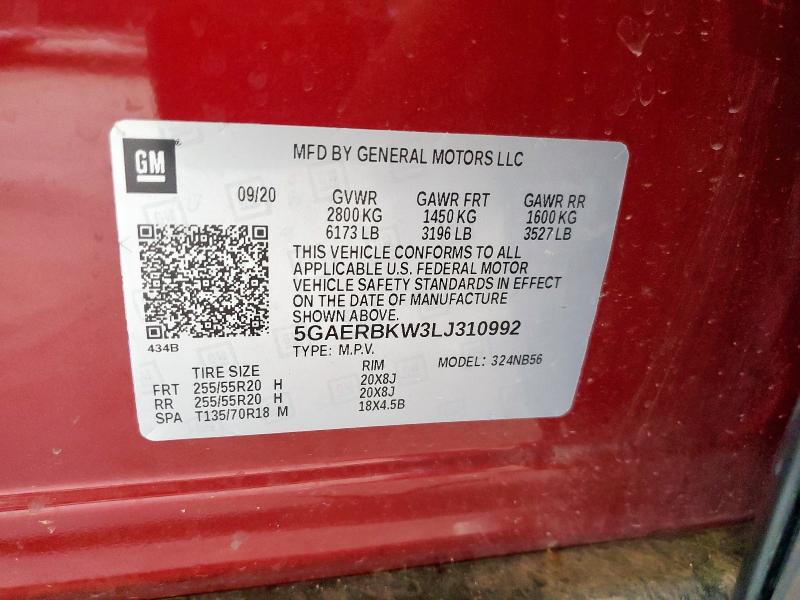 GM
MFD BY GENERAL MOTORS LLC
09/20 GVWR GAWR FRT GAWR RR
2800 KG 1450 KG 1600 KG
6173 LB 3196 LB 3527 LB
THIS VEHICLE CONFORMS TO ALL
APPLICABLE U.S. FEDERAL MOTOR
VEHICLE SAFETY STANDARDS IN EFFECT
ON THE DATE OF MANUFACTURE
SHOWN ABOVE.
5GAERBKW3LJ310992
434B TYPE: M.P.V. MODEL: 324NB56
TIRE SIZE RIM
FRT 255/55R20 H 20X8J
RR 255/55R20 H 20X8J
SPA T135/70R18 M 18X4.5B